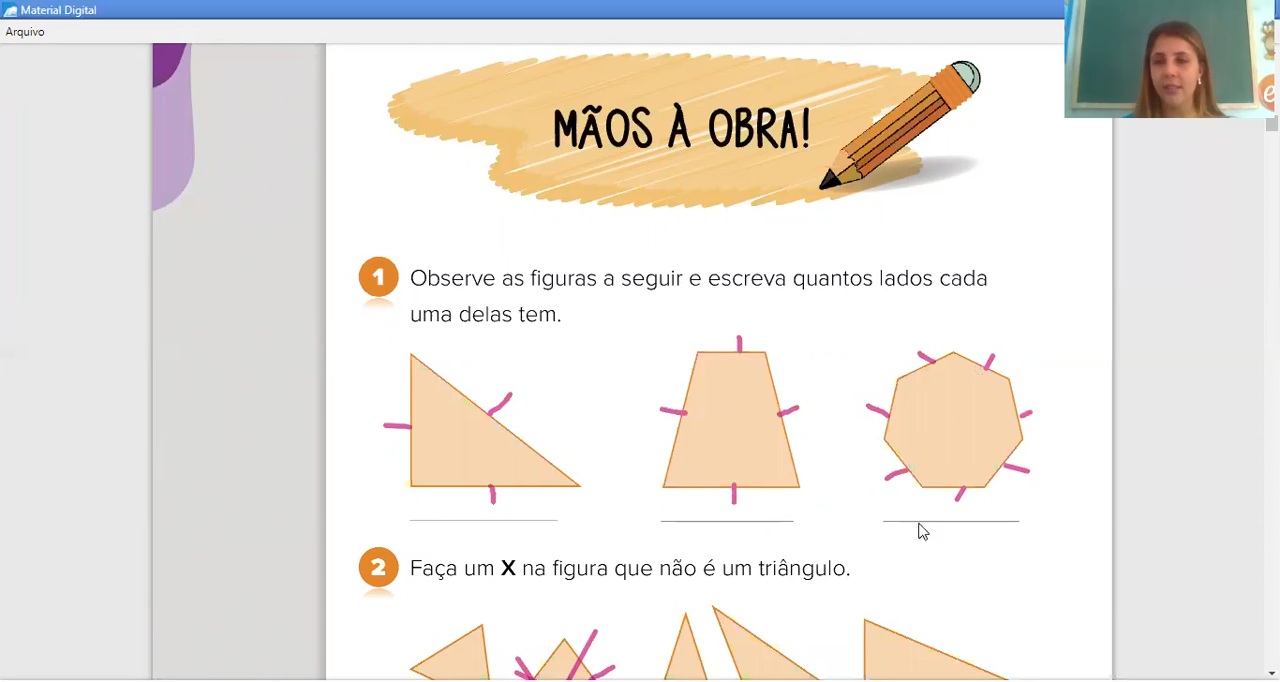 Material Digital
Arquivo
MÃOS À OBRA!
1 Observe as figuras a seguir e escreva quantos lados cada
uma delas tem.
2 Faça um X na figura que não é um triângulo.